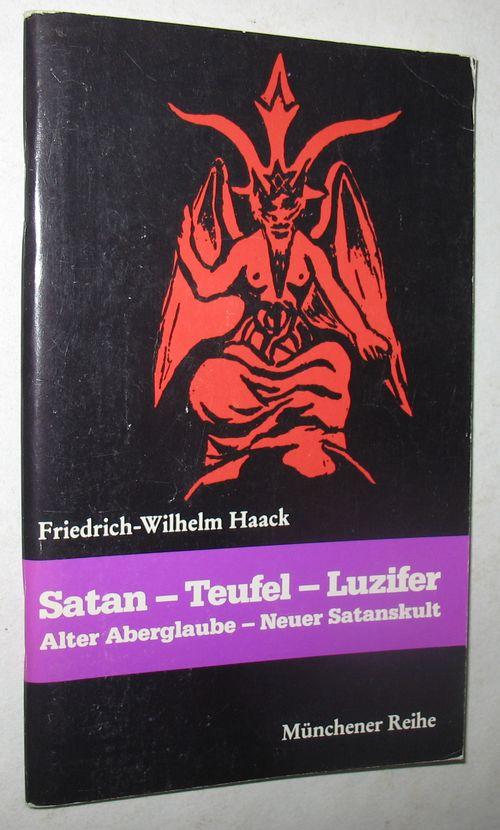 Friedrich-Wilhelm Haack
Satan – Teufel – Luzifer
Alter Aberglaube – Neuer Satanskult
Münchener Reihe